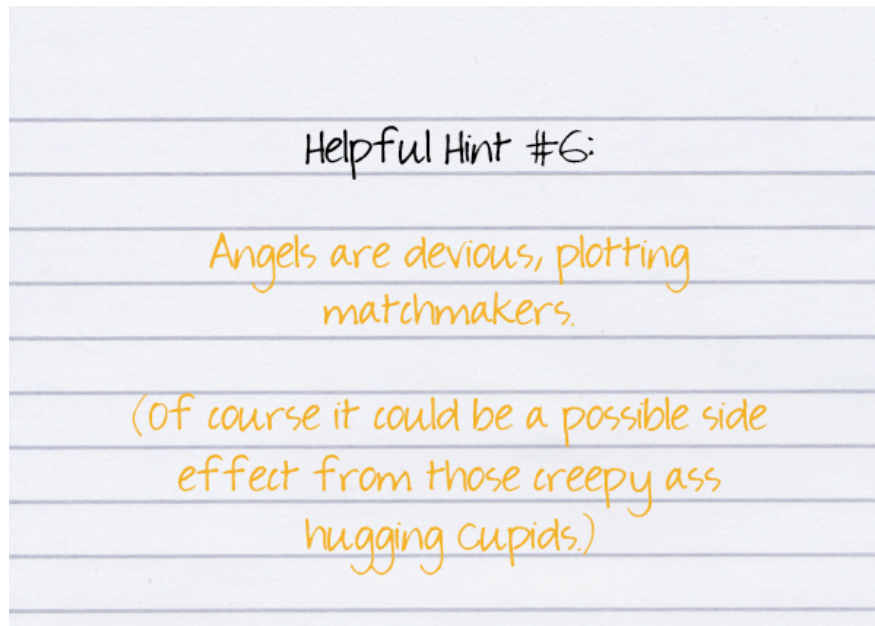 Helpful Hint #6:
Angels are devious, plotting
matchmakers.
(Of course it could be a possible side
effect from those creepy ass
hugging Cupids.)